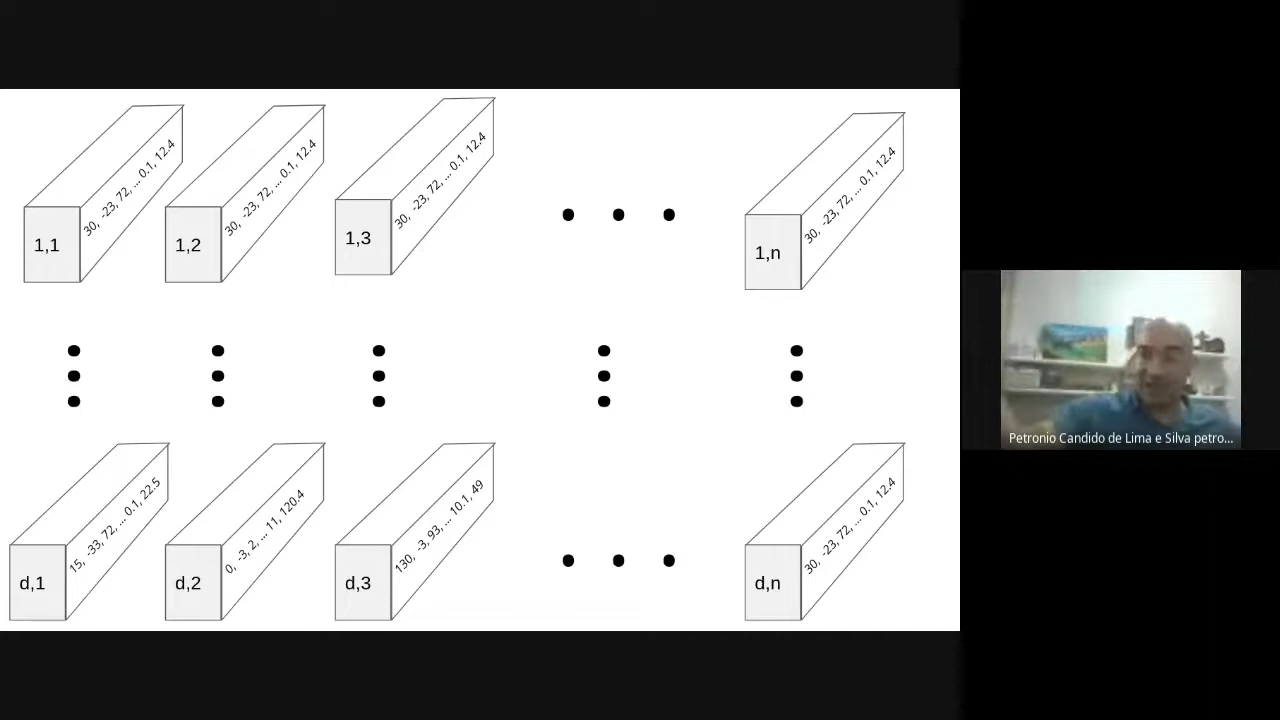 30, -23, 72, ... 0.1, 12.4
30, -23, 72, ... 0.1, 12.4
30, -23, 72, ... 0.1, 12.4
30, -23, 72, ... 0.1, 12.4
1,1
1,2
1,3
1,n
15, -33, 72, ... 0.1, 22.5
0, -3, 2, ... 11, 120.4
130, -3, 93, ... 10.1, 49
30, -23, 72, ... 0.1, 12.4
d,1
d,2
d,3
d,n
Petronio Candido de Lima e Silva petro...